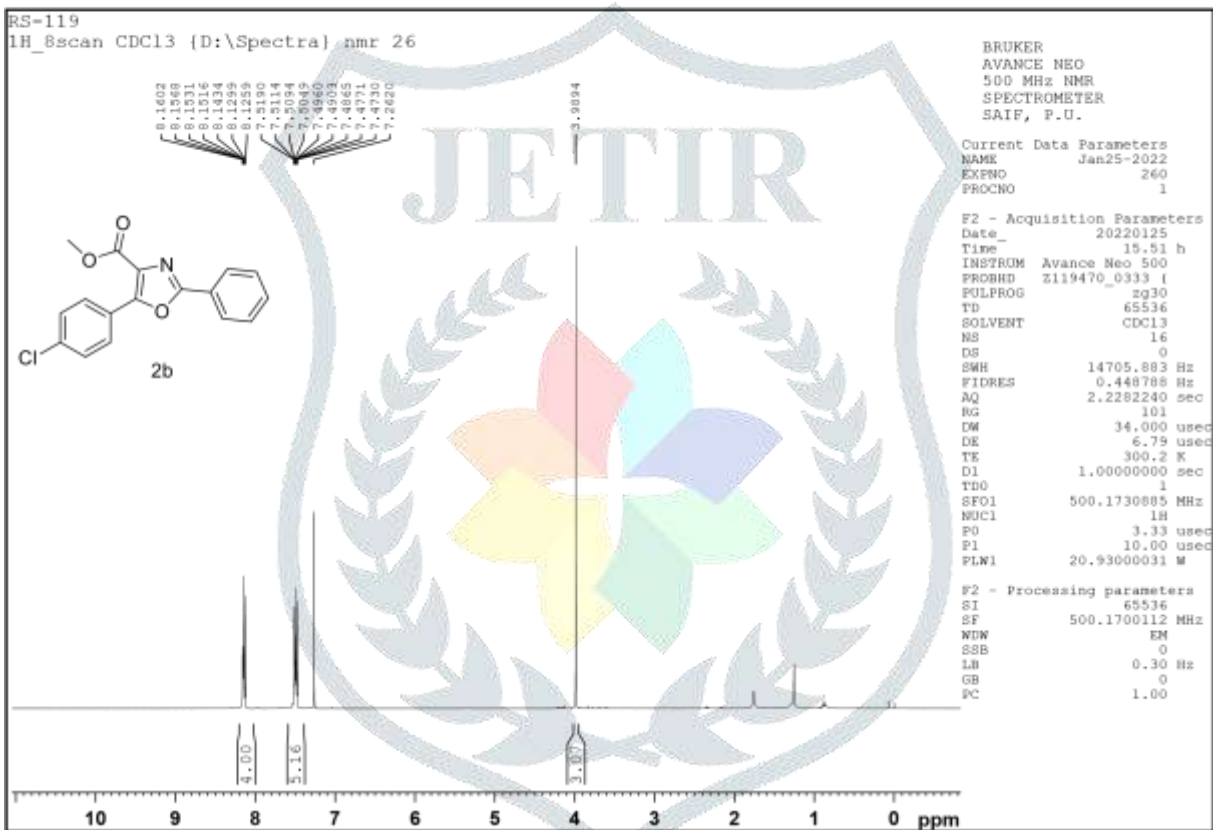 RS-119
1H_8scan CDCl3 {D:\Spectra} nmr 26
8.1602
8.1568
8.1531
8.1516
8.1434
8.1299
8.1259
7.5190
7.5114
7.5094
7.5049
7.4960
7.4903
7.4865
7.4771
7.4730
7.2620
3.9894
JETIR
O
O
N
O
Cl
2b
4.00
5.16
3.07
10 9 8 7 6 5 4 3 2 1 0 ppm
BRUKER
AVANCE NEO
500 MHz NMR
SPECTROMETER
SAIF, P.U.
Current Data Parameters
NAME Jan25-2022
EXPNO 260
PROCNO 1
F2 - Acquisition Parameters
Date_ 20220125
Time 15.51 h
INSTRUM Avance Neo 500
PROBHD Z119470_0333 (
PULPROG zg30
TD 65536
SOLVENT CDCl3
NS 16
DS 0
SWH 14705.883 Hz
FIDRES 0.448788 Hz
AQ 2.2282240 sec
RG 101
DW 34.000 usec
DE 6.79 usec
TE 300.2 K
D1 1.00000000 sec
TD0 1
SFO1 500.1730885 MHz
NUC1 1H
P0 3.33 usec
P1 10.00 usec
PLW1 20.93000031 W
F2 - Processing parameters
SI 65536
SF 500.1700112 MHz
WDW EM
SSB 0
LB 0.30 Hz
GB 0
PC 1.00